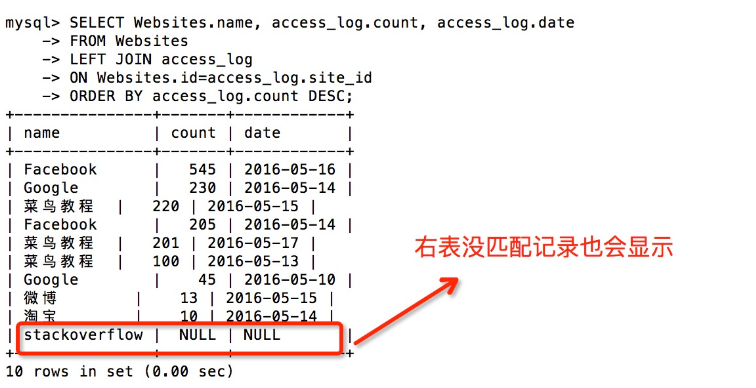 mysql> SELECT Websites.name, access_log.count, access_log.date
    -> FROM Websites
    -> LEFT JOIN access_log
    -> ON Websites.id=access_log.site_id
    -> ORDER BY access_log.count DESC;
+---------------+-------+------------+
| name          | count | date       |
+---------------+-------+------------+
| Facebook      |   545 | 2016-05-16 |
| Google        |   230 | 2016-05-14 |
| 菜鸟教程  |   220 | 2016-05-15 |
| Facebook      |   205 | 2016-05-14 |
| 菜鸟教程  |   201 | 2016-05-17 |
| 菜鸟教程  |   100 | 2016-05-13 |
| Google        |    45 | 2016-05-10 |
| 微博        |    13 | 2016-05-15 |
| 淘宝        |    10 | 2016-05-14 |
| stackoverflow |  NULL | NULL       |
+---------------+-------+------------+
10 rows in set (0.00 sec)
右表没匹配记录也会显示